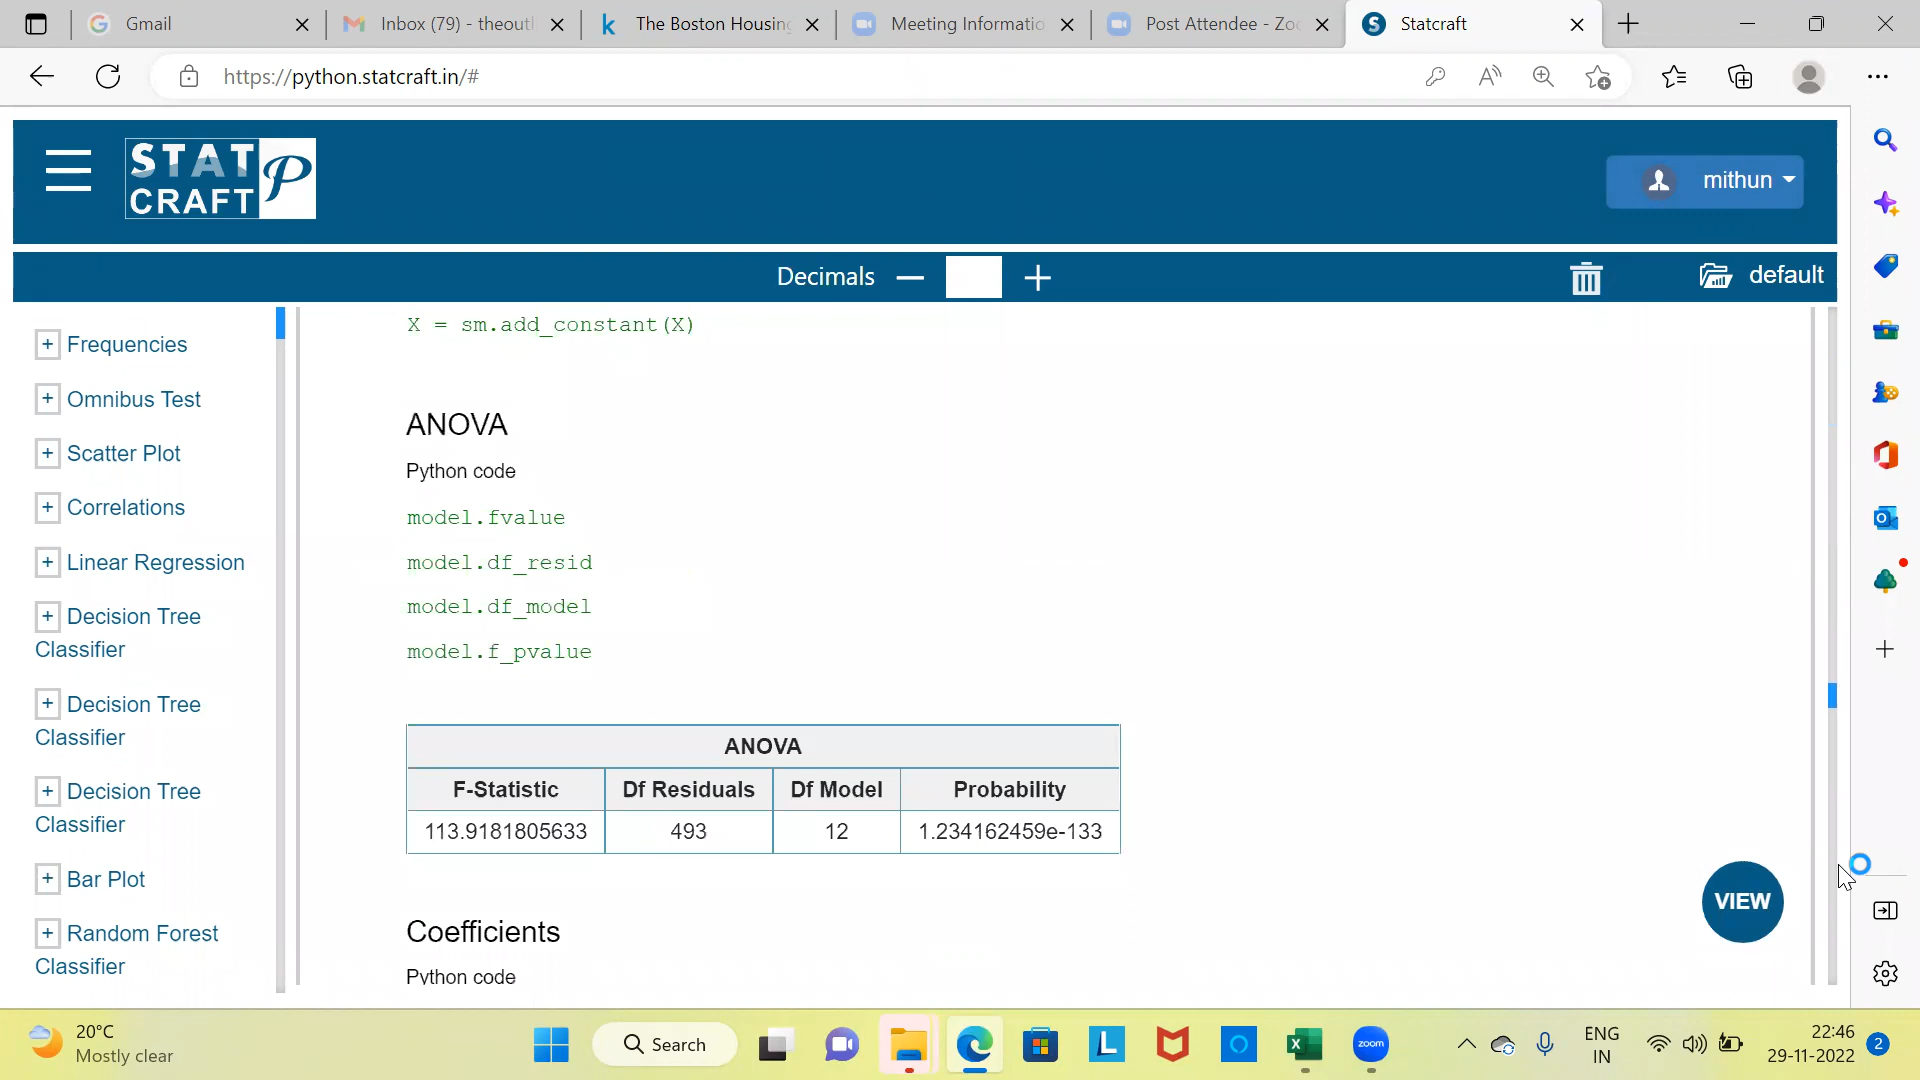 Gmail
Inbox (79) - theoutl
The Boston Housing
Meeting Informatio
Post Attendee - Zoo
Statcraft
https://python.statcraft.in/#
STAT
CRAFT
P
mithun
Decimals
default
Frequencies
Omnibus Test
Scatter Plot
Correlations
Linear Regression
Decision Tree
Classifier
Decision Tree
Classifier
Decision Tree
Classifier
Bar Plot
Random Forest
Classifier
X = sm.add_constant(X)
ANOVA
Python code
model.fvalue
model.df_resid
model.df_model
model.f_pvalue
ANOVA
F-Statistic Df Residuals Df Model Probability
113.9181805633 493 12 1.234162459e-133
Coefficients
Python code
VIEW
20°C
Mostly clear
Search
zoom
ENG
IN
22:46
29-11-2022
2